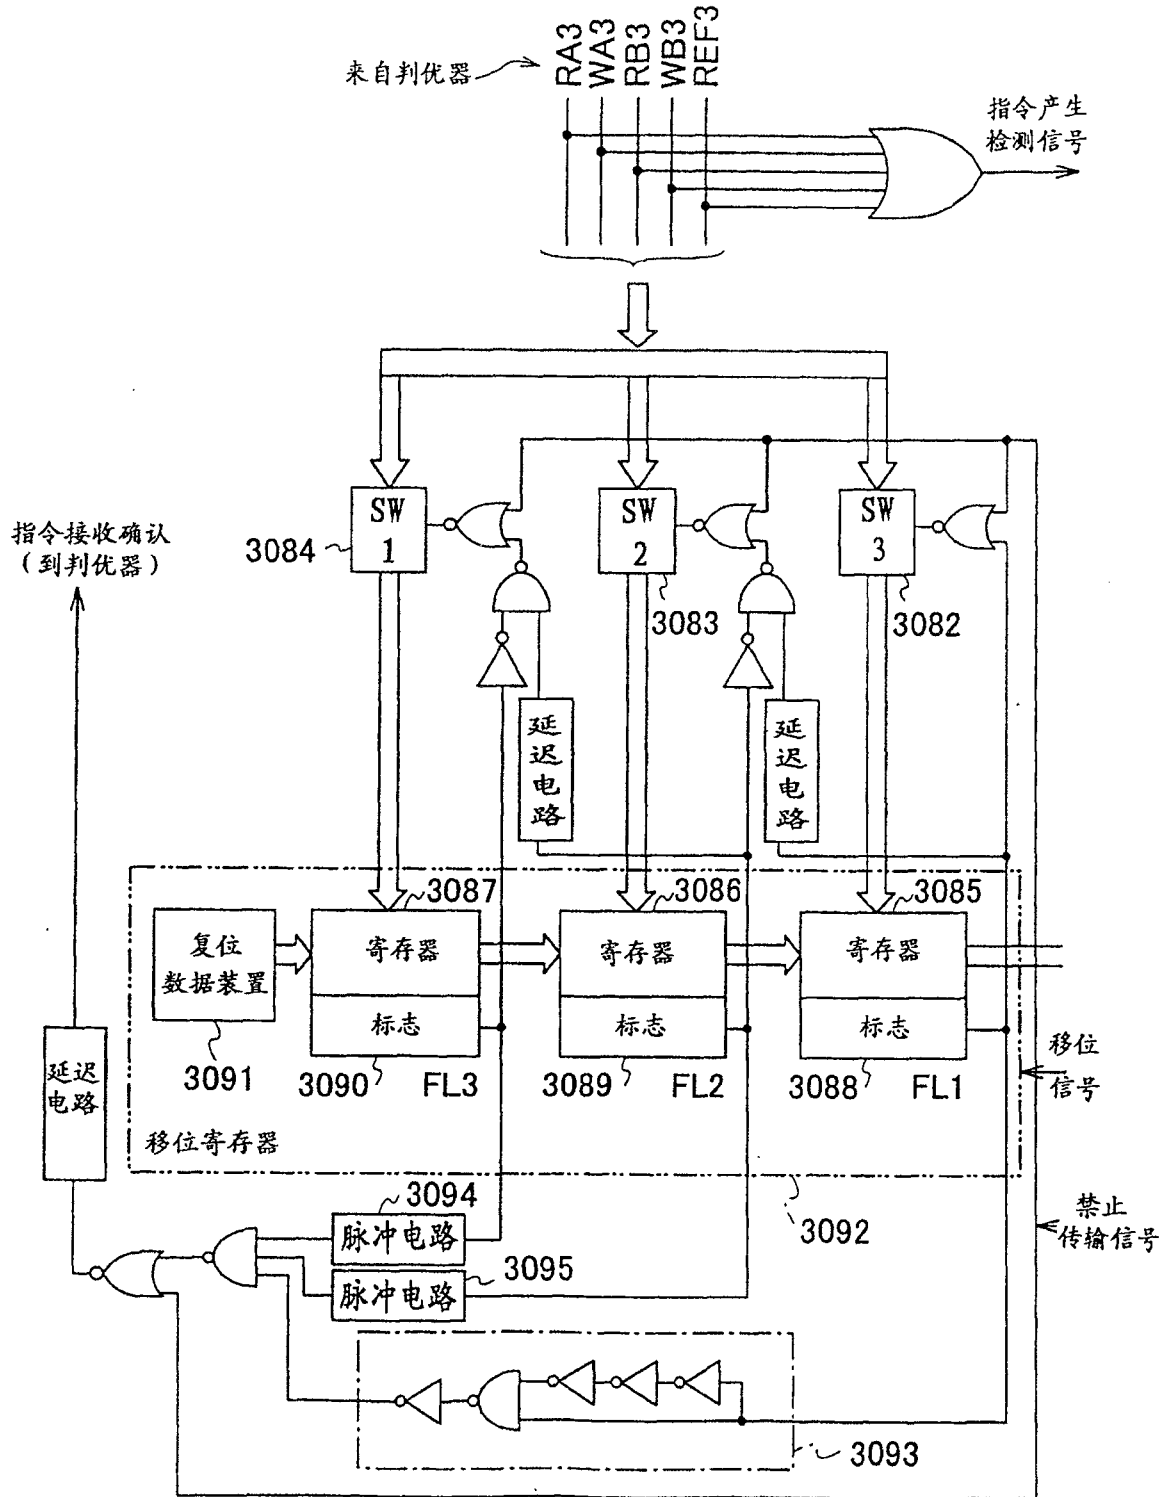 来自判优器
RA3
WA3
RB3
WB3
REF3
指令产生
检测信号
指令接收确认
(到判优器)
SW
1
3084
SW
2
3083
SW
3
3082
延迟
电路
延迟
电路
3087
3086
3085
复位
数据装置
寄存器
寄存器
寄存器
标志
标志
标志
3091
3090
FL3
3089
FL2
3088
FL1
移位
信号
延迟
电路
移位寄存器
3092
禁止
传输信号
3094
脉冲电路
3095
脉冲电路
3093